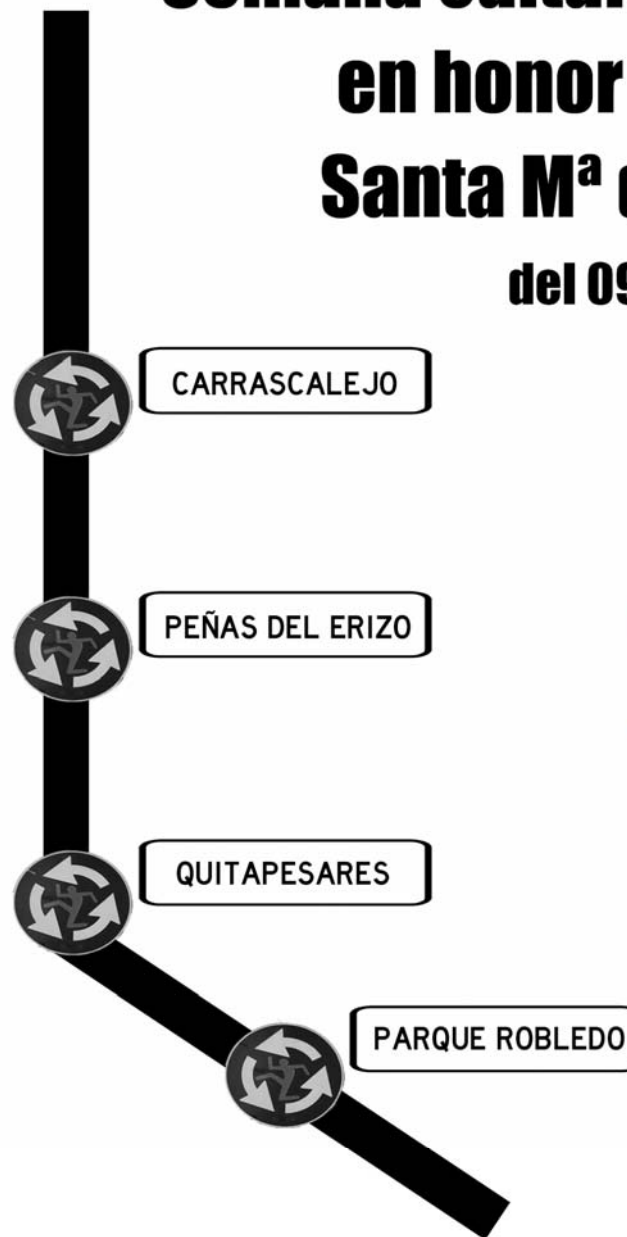 en honor
Santa Mª
del 09
CARRASCALEJO
PEÑAS DEL ERIZO
QUITAPESARES
PARQUE ROBLEDO